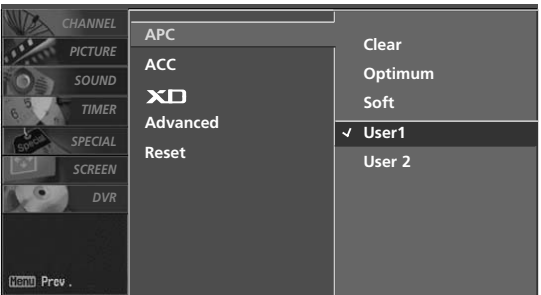 CHANNEL
PICTURE
SOUND
TIMER
SPECIAL
SCREEN
DVR
Menu Prev .
APC
ACC
XD
Advanced
Reset
Clear
Optimum
Soft
✓ User1
User 2